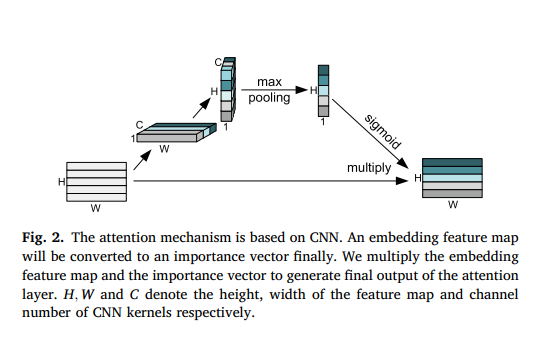 C
H
max
pooling
1
H
1
C
1
W
sigmoid
multiply
H
W
H
W
Fig. 2. The attention mechanism is based on CNN. An embedding feature map
will be converted to an importance vector finally. We multiply the embedding
feature map and the importance vector to generate final output of the attention
layer. H, W and C denote the height, width of the feature map and channel
number of CNN kernels respectively.